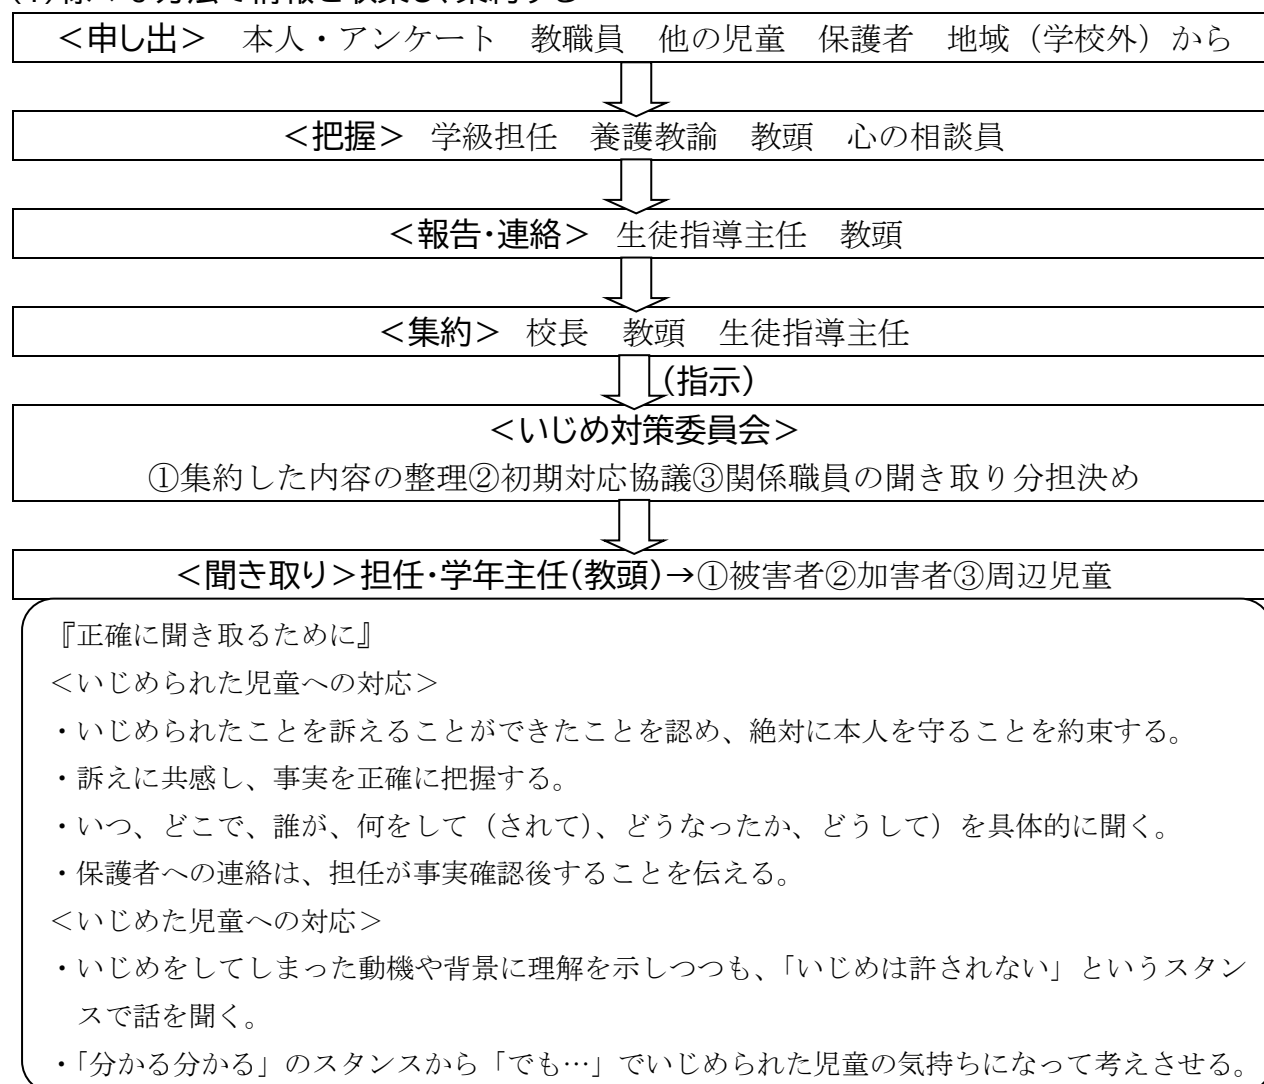 ＜申し出＞　本人・アンケート　教職員　他の児童　保護者　地域（学校外）から
＜把握＞　学級担任　養護教諭　教頭　心の相談員
＜報告・連絡＞　生徒指導主任　教頭
＜集約＞　校長　教頭　生徒指導主任
（指示）
＜いじめ対策委員会＞
①集約した内容の整理②初期対応協議③関係職員の聞き取り分担決め
＜聞き取り＞担任・学年主任（教頭）→①被害者②加害者③周辺児童
『正確に聞き取るために』
＜いじめられた児童への対応＞
・いじめられたことを訴えることができたことを認め、絶対に本人を守ることを約束する。
・訴えに共感し、事実を正確に把握する。
・いつ、どこで、誰が、何をして（されて）、どうなったか、どうして）を具体的に聞く。
・保護者への連絡は、担任が事実確認後することを伝える。
＜いじめた児童への対応＞
・いじめをしてしまった動機や背景に理解を示しつつも、「いじめは許されない」というスタン
スで話を聞く。
・「分かる分かる」のスタンスから「でも…」でいじめられた児童の気持ちになって考えさせる。